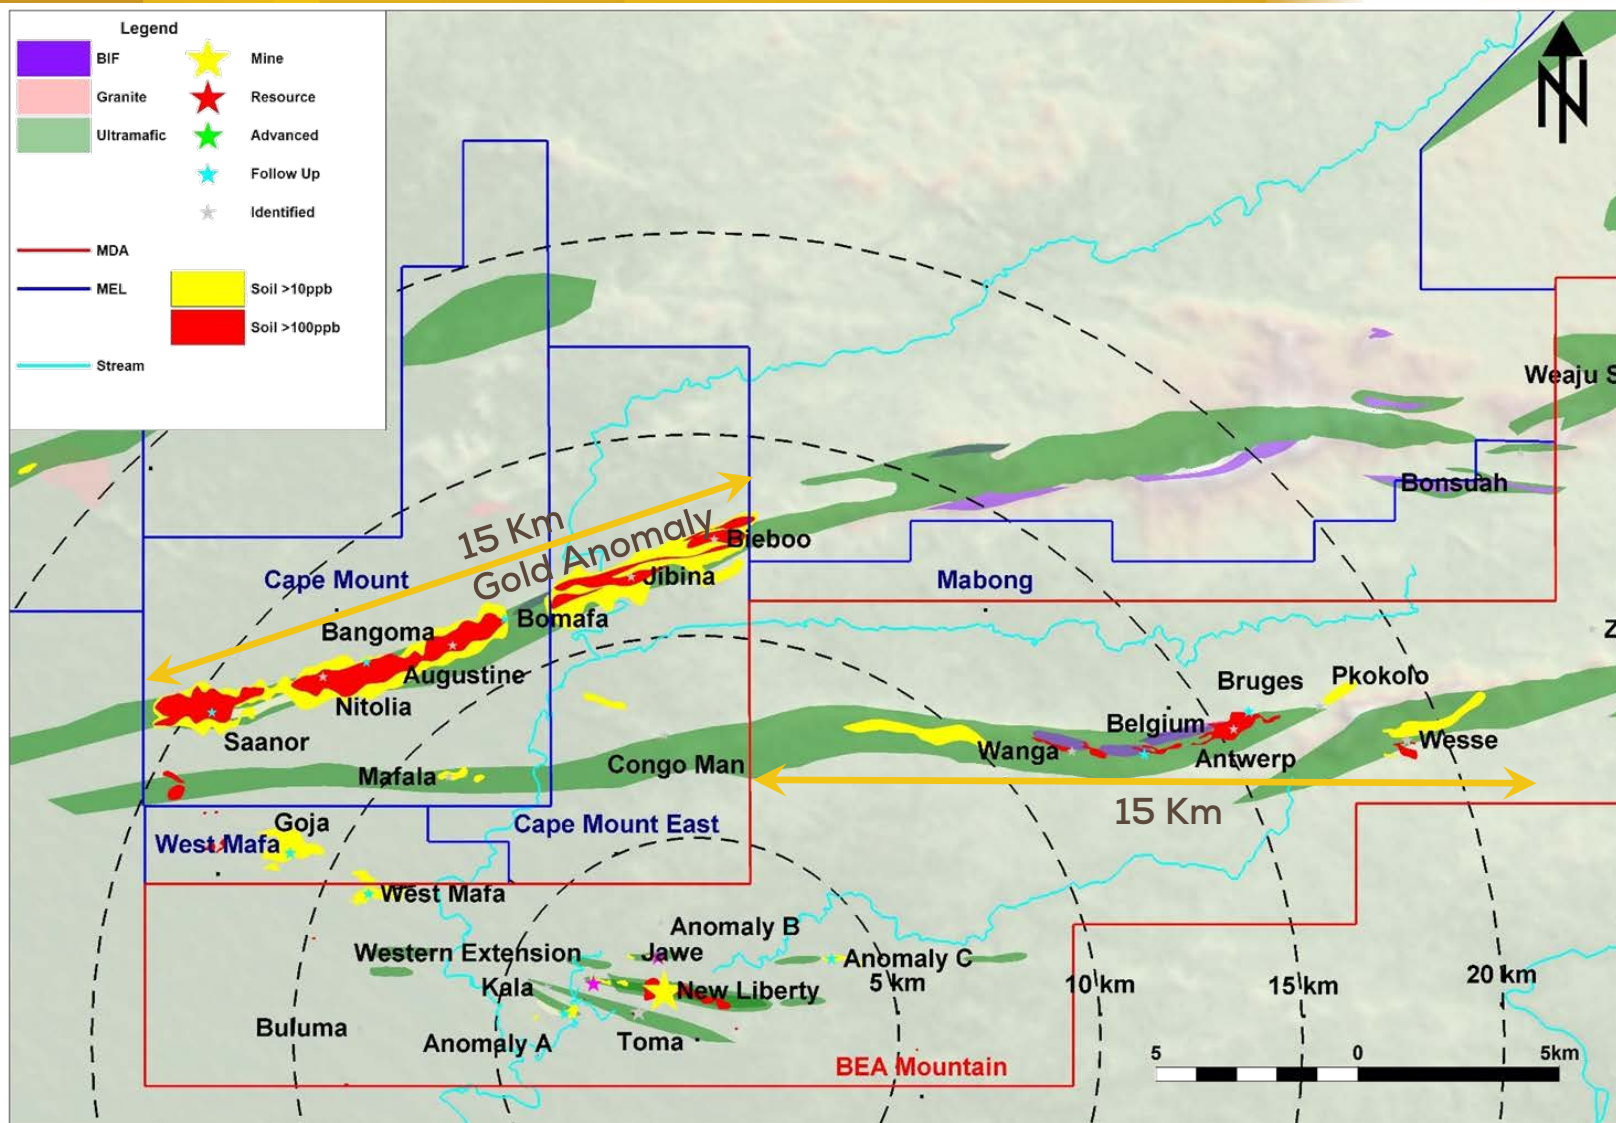 Legend
BIF
Mine
Granite
Resource
Ultramafic
Advanced
Follow Up
Identified
MDA
MEL
Soil >10ppb
Soil >100ppb
Stream
N
Weaju S
Bonsuah
15 Km
Gold Anomaly
Bieboo
Jibina
Cape Mount
Mabong
Bomafa
Bangoma
Augustine
Nitolia
Saanor
Z
Bruges
Pkokolo
Belgium
Wanga
Antwerp
Wesse
Mafala
Congo Man
15 Km
Goja
West Mafa
Cape Mount East
West Mafa
Anomaly B
Western Extension
Jawe
Anomaly C
Kala
New Liberty
5 km
10 km
15 km
20 km
Buluma
Anomaly A
Toma
BEA Mountain
5
0
5km